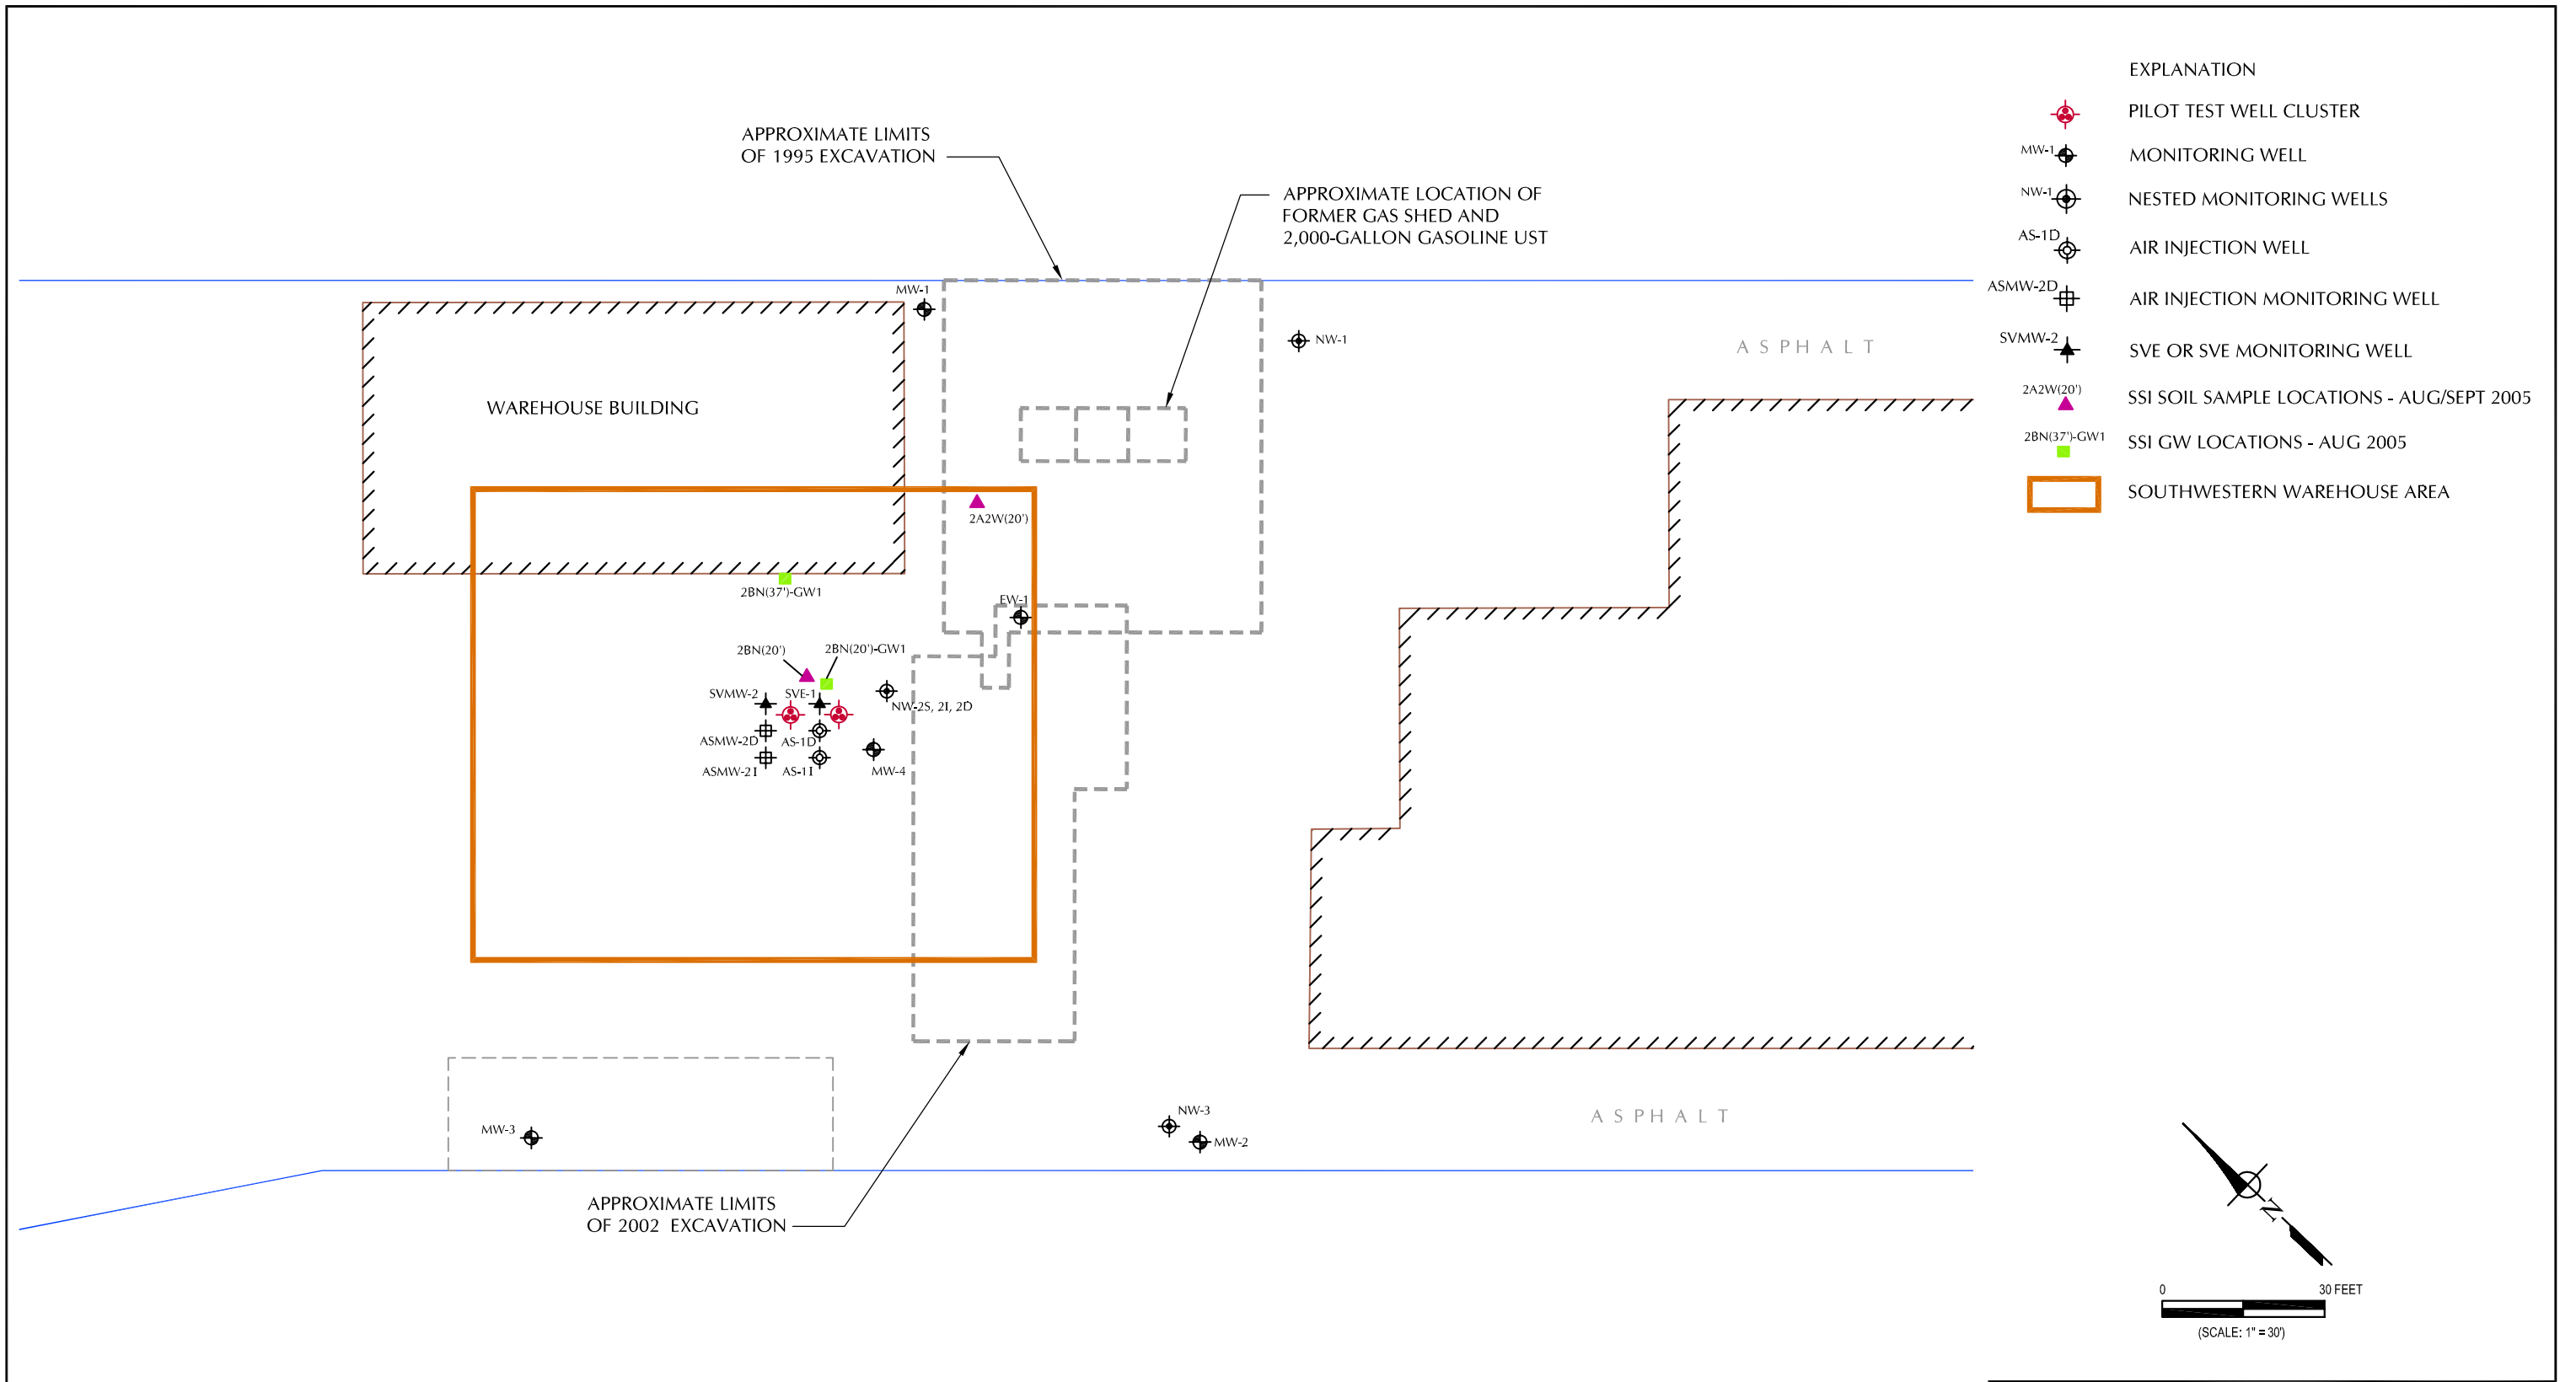 EXPLANATION
PILOT TEST WELL CLUSTER
MW-1
MONITORING WELL
NW-1
NESTED MONITORING WELLS
AS-1D
AIR INJECTION WELL
ASMW-2D
AIR INJECTION MONITORING WELL
SVMW-2
SVE OR SVE MONITORING WELL
2A2W(20')
SSI SOIL SAMPLE LOCATIONS - AUG/SEPT 2005
2BN(37')-GW1
SSI GW LOCATIONS - AUG 2005
SOUTHWESTERN WAREHOUSE AREA
APPROXIMATE LIMITS
OF 1995 EXCAVATION
APPROXIMATE LOCATION OF
FORMER GAS SHED AND
2,000-GALLON GASOLINE UST
MW-1
NW-1
ASPHALT
WAREHOUSE BUILDING
2A2W(20')
2BN(37')-GW1
EW-1
2BN(20')
2BN(20')-GW1
SVMW-2
SVE-1
NW-2S, 2I, 2D
ASMW-2D
AS-1D
ASMW-2I
AS-1I
MW-4
MW-3
NW-3
MW-2
ASPHALT
APPROXIMATE LIMITS
OF 2002 EXCAVATION
N
0
30 FEET
(SCALE: 1" = 30')